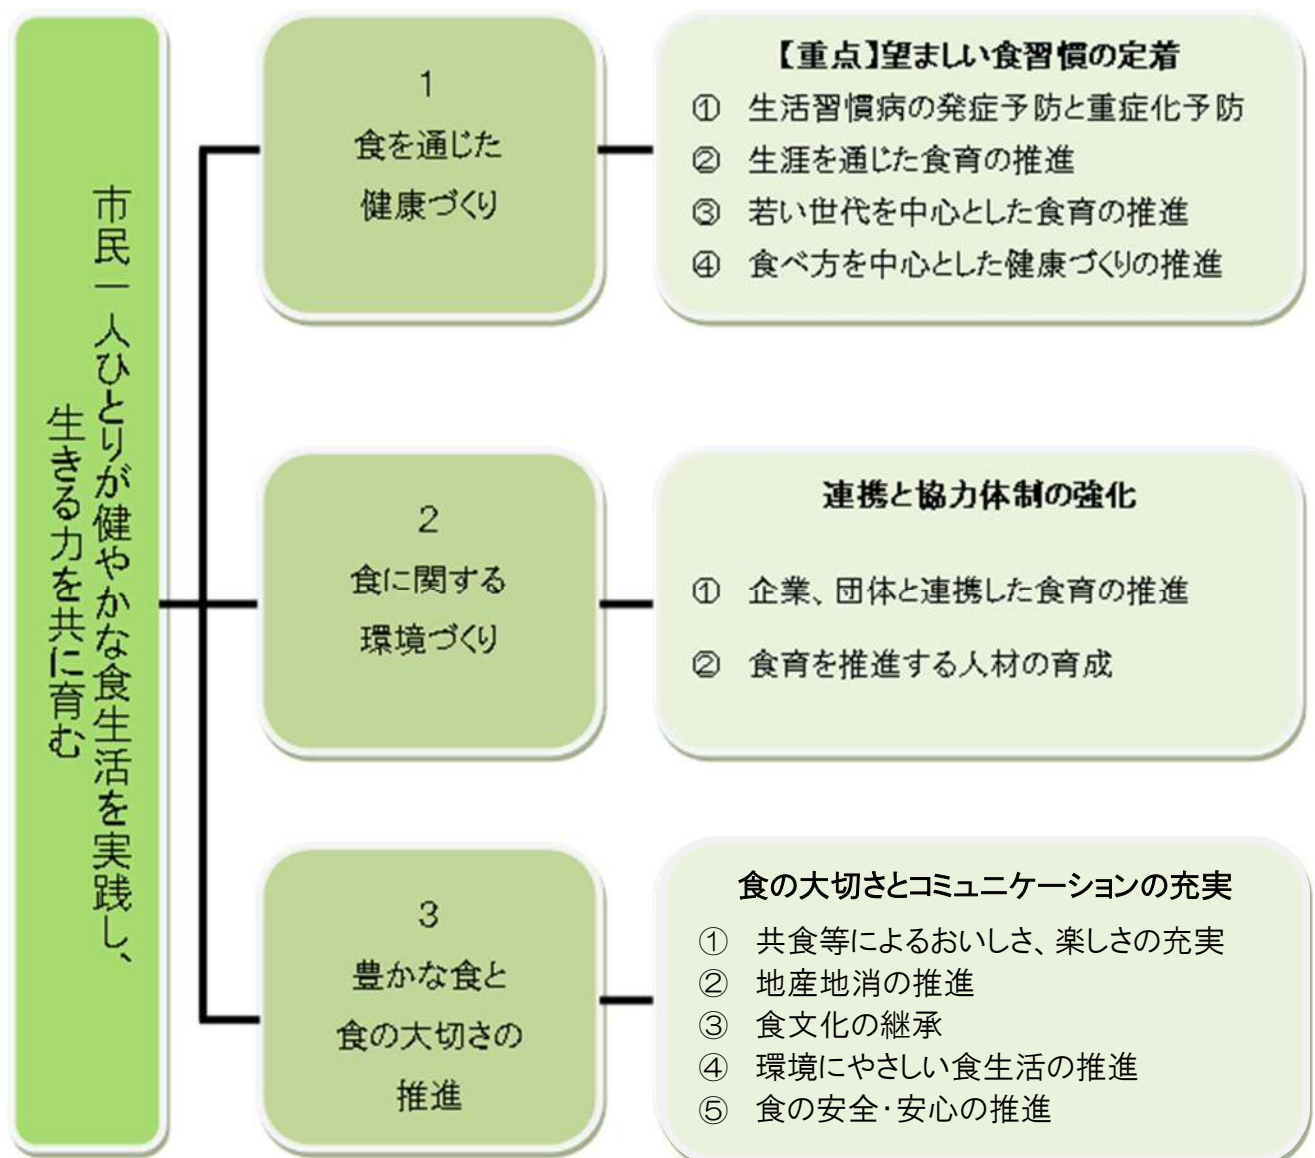 市民一人ひとりが健やかな食生活を実践し、
生きる力を共に育む
1
食を通じた
健康づくり
【重点】望ましい食習慣の定着
① 生活習慣病の発症予防と重症化予防
② 生涯を通じた食育の推進
③ 若い世代を中心とした食育の推進
④ 食べ方を中心とした健康づくりの推進
2
食に関する
環境づくり
連携と協力体制の強化
① 企業、団体と連携した食育の推進
② 食育を推進する人材の育成
3
豊かな食と
食の大切さの
推進
食の大切さとコミュニケーションの充実
① 共食等によるおいしさ、楽しさの充実
② 地産地消の推進
③ 食文化の継承
④ 環境にやさしい食生活の推進
⑤ 食の安全・安心の推進